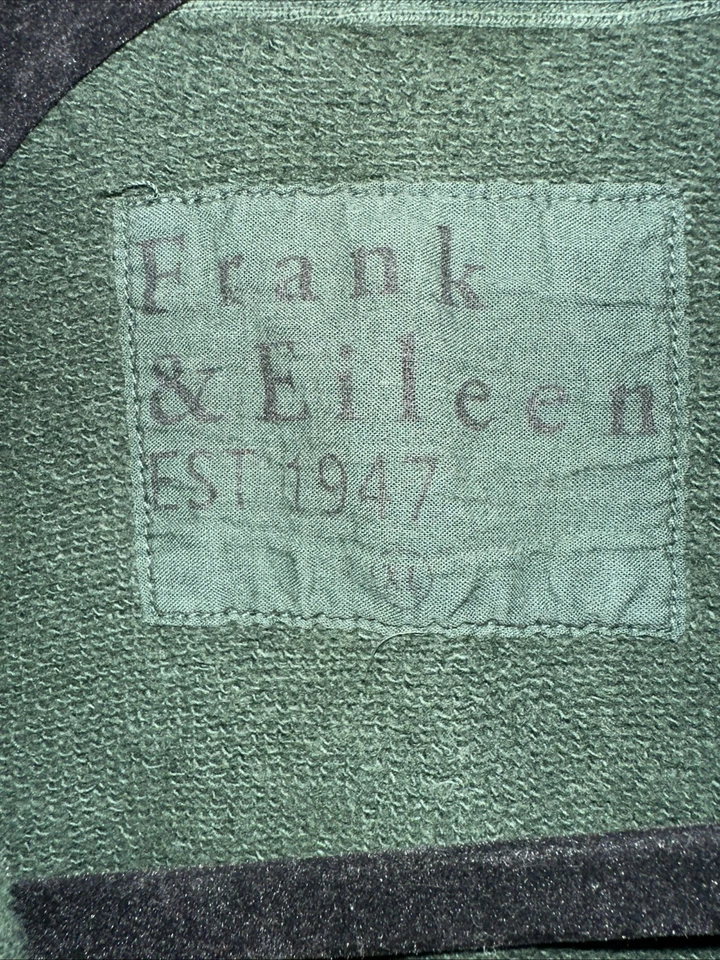 Frank
& Eileen
EST 1947